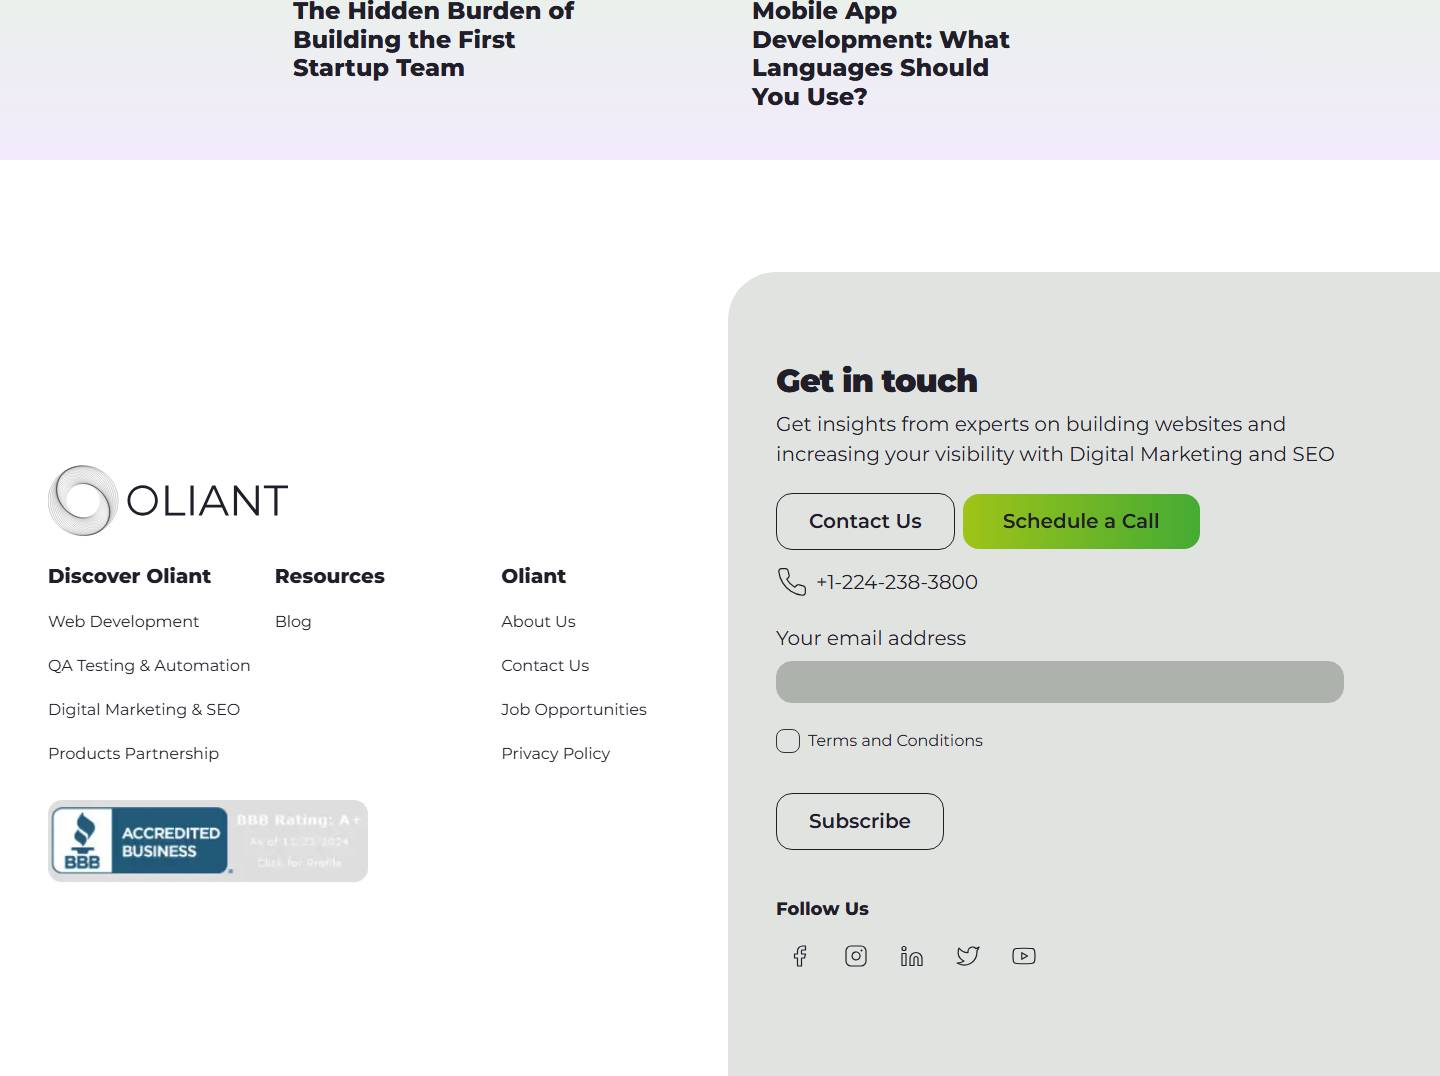 The Hidden Burden of
Building the First
Startup Team
Mobile App
Development: What
Languages Should
You Use?
OLIANT
Discover Oliant
Web Development
QA Testing & Automation
Digital Marketing & SEO
Products Partnership
Resources
Blog
Oliant
About Us
Contact Us
Job Opportunities
Privacy Policy
BBB
ACCREDITED
BUSINESS
BBB Rating: A+
Click for Profile
Get in touch
Get insights from experts on building websites and
increasing your visibility with Digital Marketing and SEO
Contact Us
Schedule a Call
+1-224-238-3800
Your email address
Terms and Conditions
Subscribe
Follow Us